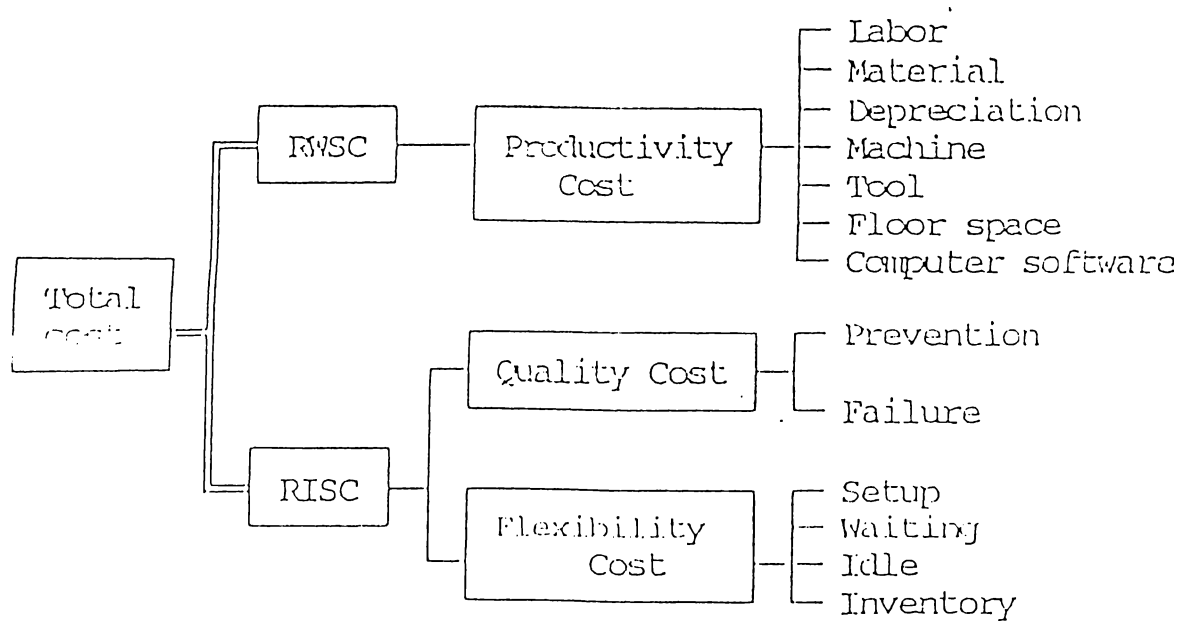 Labor
Material
Depreciation
Machine
Tool
Floor space
Computer software
RWSC
Productivity
Cost
Total
cost
Prevention
Failure
Quality Cost
RISC
Flexibility
Cost
Setup
Waiting
Idle
Inventory